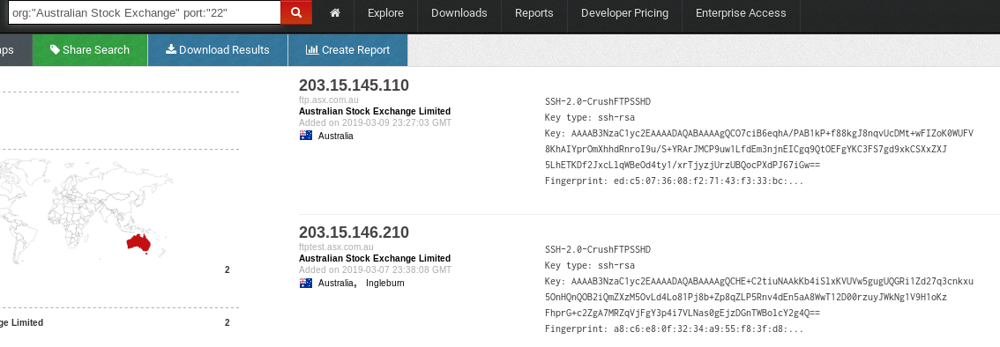 org:"Australian Stock Exchange" port:"22"
Explore
Downloads
Reports
Developer Pricing
Enterprise Access
aps
Share Search
Download Results
Create Report
203.15.145.110
ftp.asx.com.au
Australian Stock Exchange Limited
Added on 2019-03-09 23:27:03 GMT
Australia
SSH-2.0-CrushFTPSSHD
Key type: ssh-rsa
Key: AAAAB3NzaC1yc2EAAAADAQABAAAAgQCO7ciB6eqhA/PAB1kP+f88kgJ8nqvUcDMt+wFIZoK0WUFV
8KhAIYprOmXhhdRnroI9u/S+YRArJMCP9uw1LfdEm3njnEICgq9QtOEFgYKC3FS7gd9xkCSXxZXJ
5LhETKDf2JxcLlqWBeOd4ty1/xrTjyzjUrzUBQocPXdPJ67iGw==
Fingerprint: ed:c5:07:36:08:f2:71:43:f3:33:bc:...
203.15.146.210
ftptest.asx.com.au
Australian Stock Exchange Limited
Added on 2019-03-07 23:38:08 GMT
Australia, Ingleburn
SSH-2.0-CrushFTPSSHD
Key type: ssh-rsa
Key: AAAAB3NzaC1yc2EAAAADAQABAAAAgQCHE+C2tiuNAAkKb4iSlxKVUVw5gugUQGRi1Zd27q3cnkxu
5OnHQnQOB2iQmZXzM5OvLd4Lo81Pj8b+Zp8qZLP5Rnv4dEn5aA8WwT12D00rzuyJWkNg1V9H1oKz
FhprG+c2ZgA7MRZqVjFgY3p4i7VLNas0gEjzDGnTWBolcY2g4Q==
Fingerprint: a8:c6:e8:0f:32:34:a9:55:f8:3f:d8:...
2
ge Limited
2